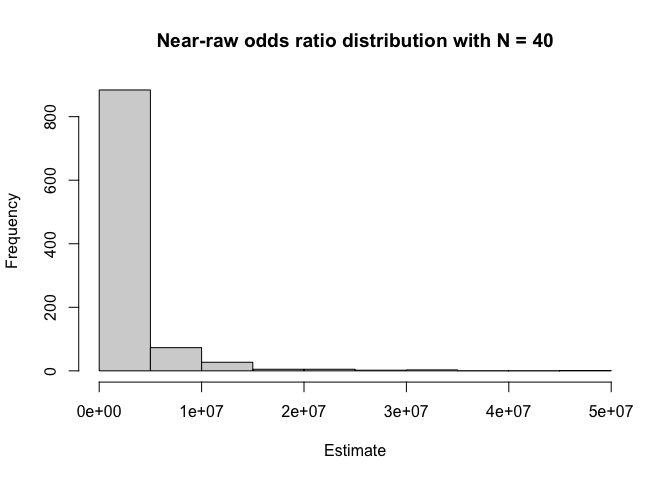 Near-raw odds ratio distribution with N = 40
Frequency
800
600
400
200
0
0e+00 1e+07 2e+07 3e+07 4e+07 5e+07
Estimate